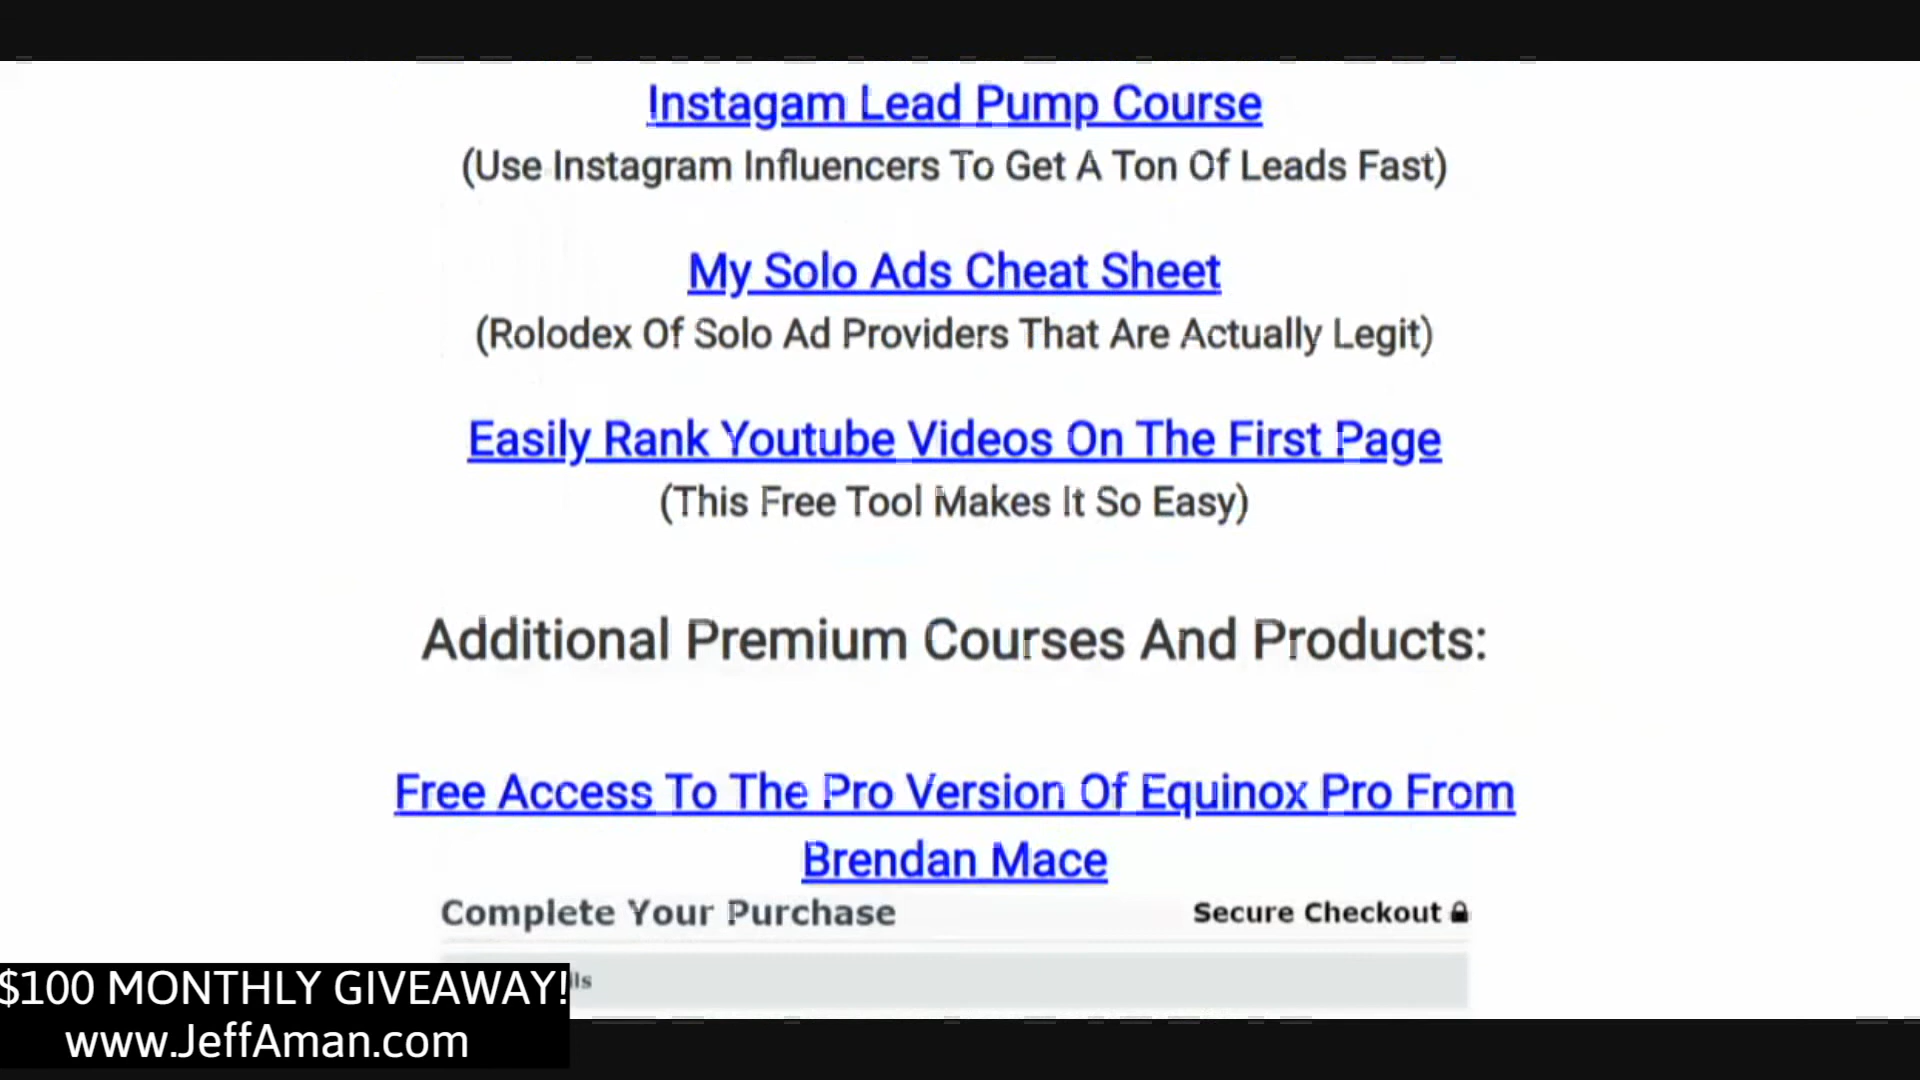 Instagam Lead Pump Course
(Use Instagram Influencers To Get A Ton Of Leads Fast)
My Solo Ads Cheat Sheet
(Rolodex Of Solo Ad Providers That Are Actually Legit)
Easily Rank Youtube Videos On The First Page
(This Free Tool Makes It So Easy)
Additional Premium Courses And Products:
Free Access To The Pro Version Of Equinox Pro From
Brendan Mace
Complete Your Purchase Secure Checkout
$100 MONTHLY GIVEAWAY!
www.JeffAman.com